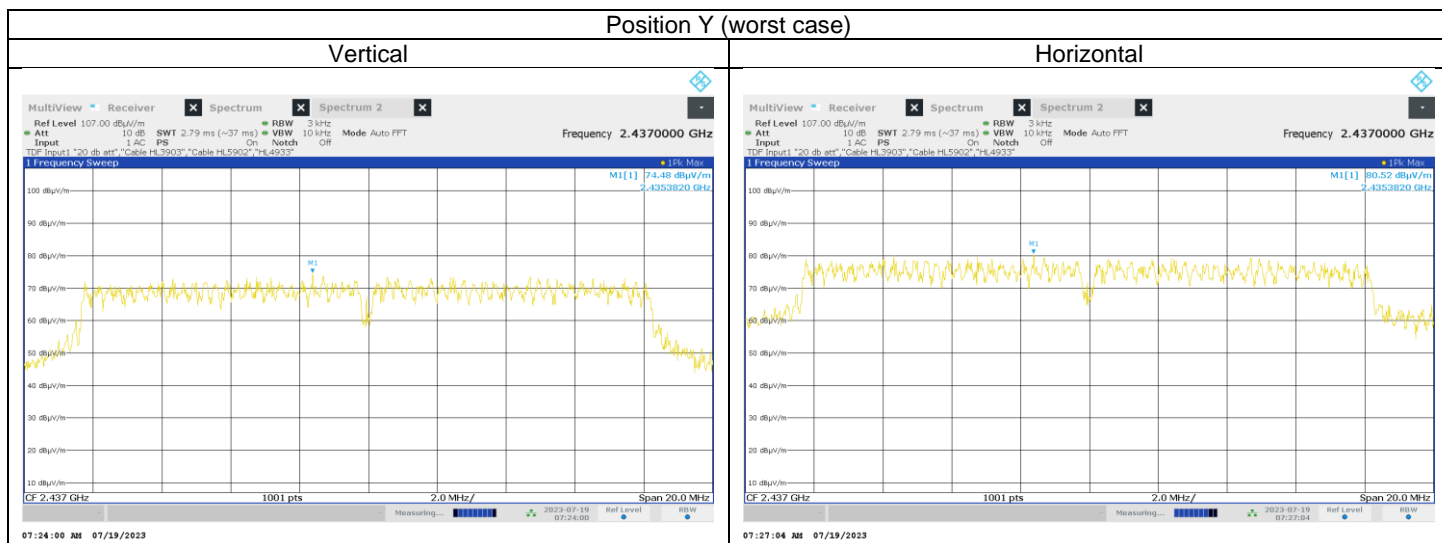 Position Y (worst case)
Vertical
MultiView Receiver Spectrum Spectrum 2
Ref Level 107.00 dBµV/m RBW 3 kHz
Att 10 dB SWT 2.79 ms (~37 ms) VBW 10 kHz Mode Auto FFT Frequency 2.4370000 GHz
Input 1 AC PS On Notch Off
TDF Input1 "20 db att","Cable HL3903","Cable HL5902","HL4933"
1 Frequency Sweep 1Pk Max
M1[1] 74.48 dBµV/m
2.4353820 GHz
100 dBµV/m
90 dBµV/m
M1
80 dBµV/m
70 dBµV/m
60 dBµV/m
50 dBµV/m
40 dBµV/m
30 dBµV/m
20 dBµV/m
10 dBµV/m
CF 2.437 GHz 1001 pts 2.0 MHz/ Span 20.0 MHz
Measuring... 2023-07-19 Ref Level RBW
07:24:00
07:24:00 AM 07/19/2023
Horizontal
MultiView Receiver Spectrum Spectrum 2
Ref Level 107.00 dBµV/m RBW 3 kHz
Att 10 dB SWT 2.79 ms (~37 ms) VBW 10 kHz Mode Auto FFT Frequency 2.4370000 GHz
Input 1 AC PS On Notch Off
TDF Input1 "20 db att","Cable HL3903","Cable HL5902","HL4933"
1 Frequency Sweep 1Pk Max
M1[1] 80.52 dBµV/m
2.4353820 GHz
100 dBµV/m
90 dBµV/m
M1
80 dBµV/m
70 dBµV/m
60 dBµV/m
50 dBµV/m
40 dBµV/m
30 dBµV/m
20 dBµV/m
10 dBµV/m
CF 2.437 GHz 1001 pts 2.0 MHz/ Span 20.0 MHz
Measuring... 2023-07-19 Ref Level RBW
07:27:04
07:27:04 AM 07/19/2023